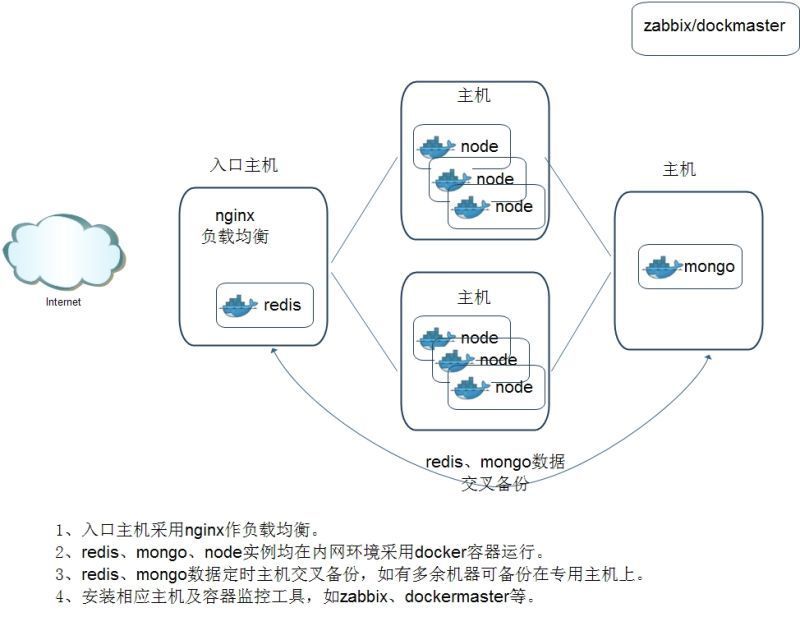 zabbix/dockmaster
主机
node
node
node
入口主机
nginx
负载均衡
redis
Internet
主机
mongo
主机
node
node
node
redis、mongo数据
交叉备份
1、入口主机采用nginx作负载均衡。
2、redis、mongo、node实例均在内网环境采用docker容器运行。
3、redis、mongo数据定时主机交叉备份，如有多余机器可备份在专用主机上。
4、安装相应主机及容器监控工具，如zabbix、dockermaster等。